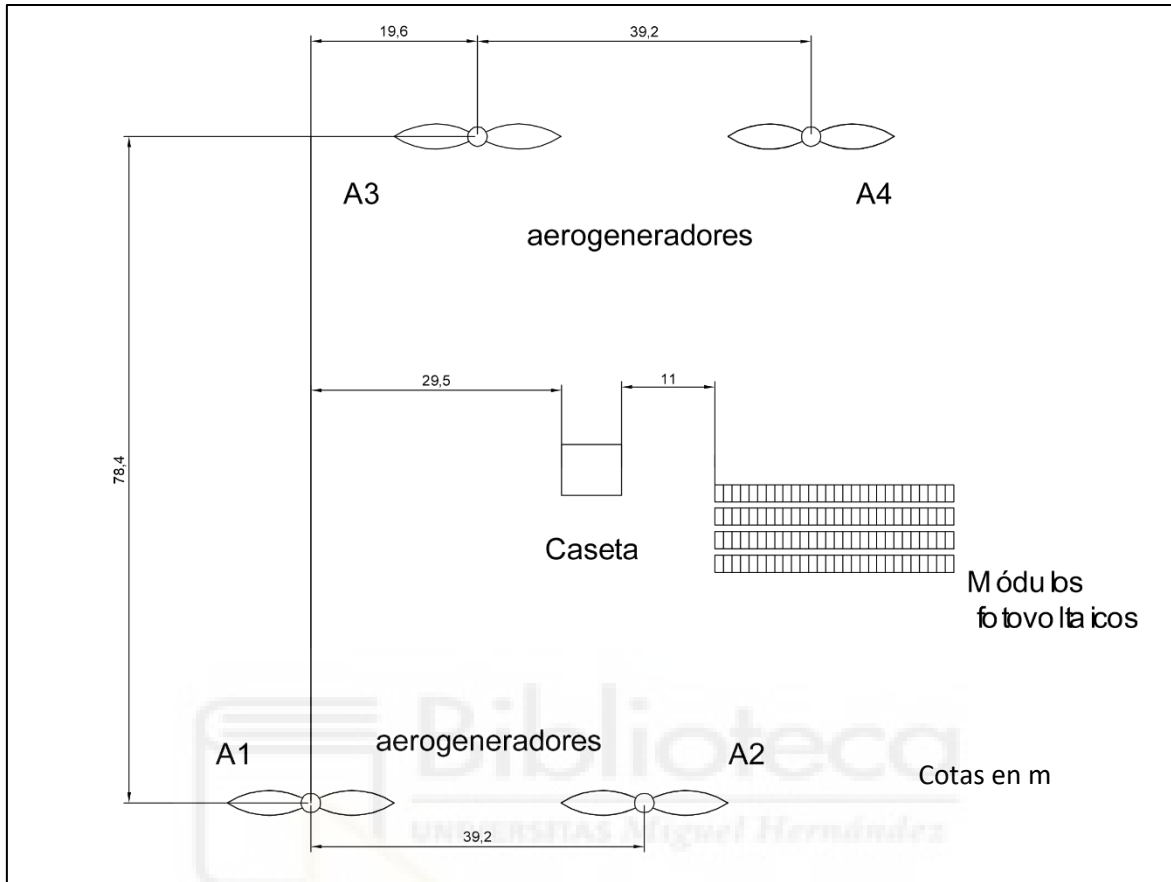 19,6
39,2
A3
A4
aerogeneradores
78,4
29,5
11
Caseta
Módulos
fotovoltaicos
A1
aerogeneradores
A2
Cotas en m
Biblioteca
UNIVERSITAS Miguel Hernández
39,2